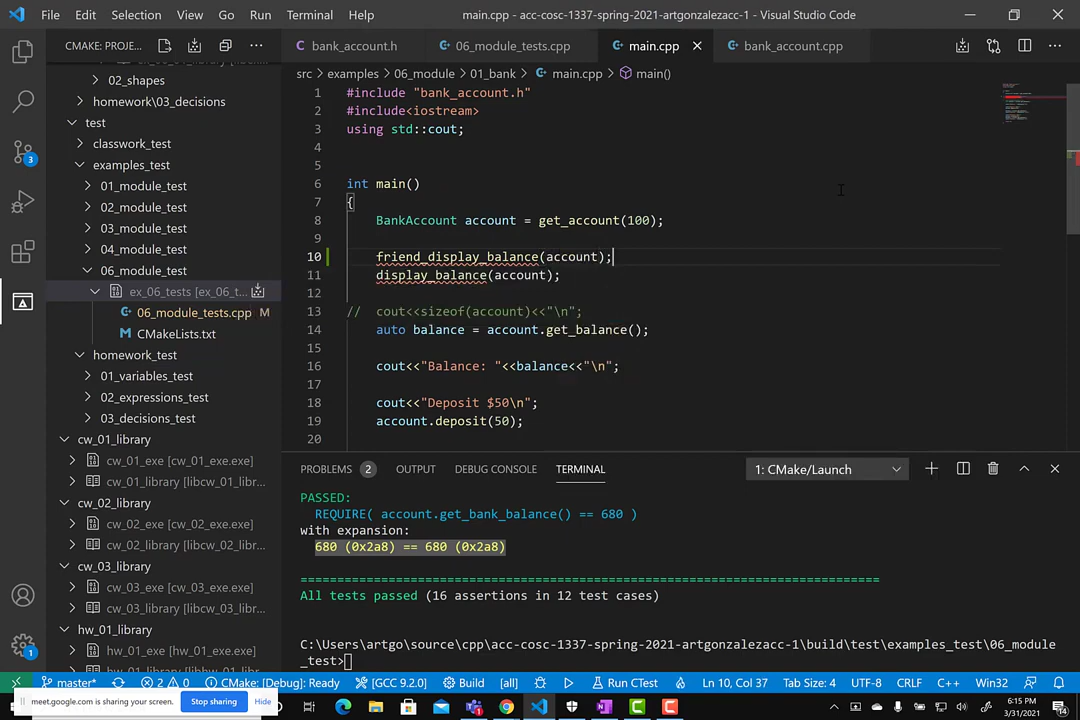 File Edit Selection View Go Run Terminal Help main.cpp - acc-cosc-1337-spring-2021-artgonzalezacc-1 - Visual Studio Code
CMAKE: PROJE... ···
bank_account.h 06_module_tests.cpp main.cpp bank_account.cpp ···
02_shapes
homework\03_decisions
test
classwork_test
examples_test
01_module_test
02_module_test
03_module_test
04_module_test
06_module_test
ex_06_tests [ex_06_t...
06_module_tests.cpp M
CMakeLists.txt
homework_test
01_variables_test
02_expressions_test
03_decisions_test
cw_01_library
cw_01_exe [cw_01_exe.exe]
cw_01_library [libcw_01_libr...
cw_02_library
cw_02_exe [cw_02_exe.exe]
cw_02_library [libcw_02_libr...
cw_03_library
cw_03_exe [cw_03_exe.exe]
cw_03_library [libcw_03_libr...
hw_01_library
hw_01_exe [hw_01_exe.exe]
src > examples > 06_module > 01_bank > main.cpp > main()
1 #include "bank_account.h"
2 #include<iostream>
3 using std::cout;
4
5
6 int main()
7 {
8 BankAccount account = get_account(100);
9
10 friend_display_balance(account);
11 display_balance(account);
12
13 // cout<<sizeof(account)<<"\n";
14 auto balance = account.get_balance();
15
16 cout<<"Balance: "<<balance<<"\n";
17
18 cout<<"Deposit $50\n";
19 account.deposit(50);
20
PROBLEMS 2 OUTPUT DEBUG CONSOLE TERMINAL 1: CMake/Launch
PASSED:
REQUIRE( account.get_bank_balance() == 680 )
with expansion:
680 (0x2a8) == 680 (0x2a8)
===============================================================================
All tests passed (16 assertions in 12 test cases)
C:\Users\artgo\source\cpp\acc-cosc-1337-spring-2021-artgonzalezacc-1\build\test\examples_test\06_module
_test>
3
1
master* 2 0 CMake: [Debug]: Ready [GCC 9.2.0] Build [all] Run CTest Ln 10, Col 37 Tab Size: 4 UTF-8 CRLF C++ Win32
meet.google.com is sharing your screen. Stop sharing Hide
6:15 PM
3/31/2021